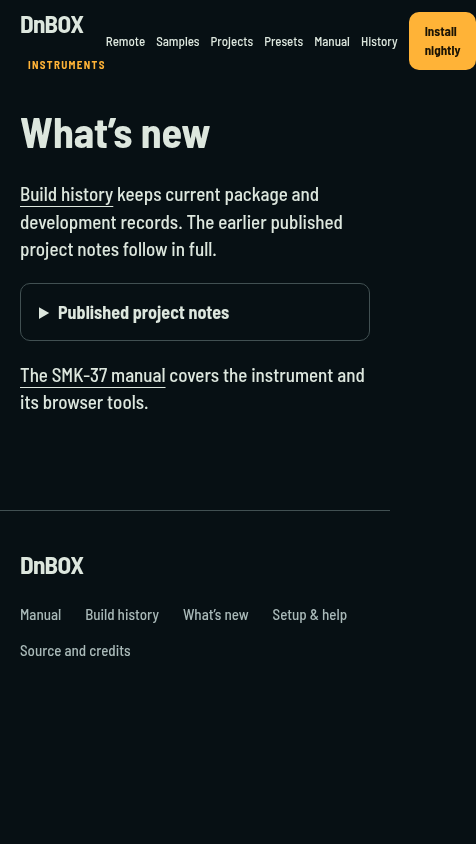 DnBOX
INSTRUMENTS
Remote Samples Projects Presets Manual History
Install
nightly
What’s new
Build history keeps current package and
development records. The earlier published
project notes follow in full.
Published project notes
The SMK-37 manual covers the instrument and
its browser tools.
DnBOX
Manual Build history What’s new Setup & help
Source and credits